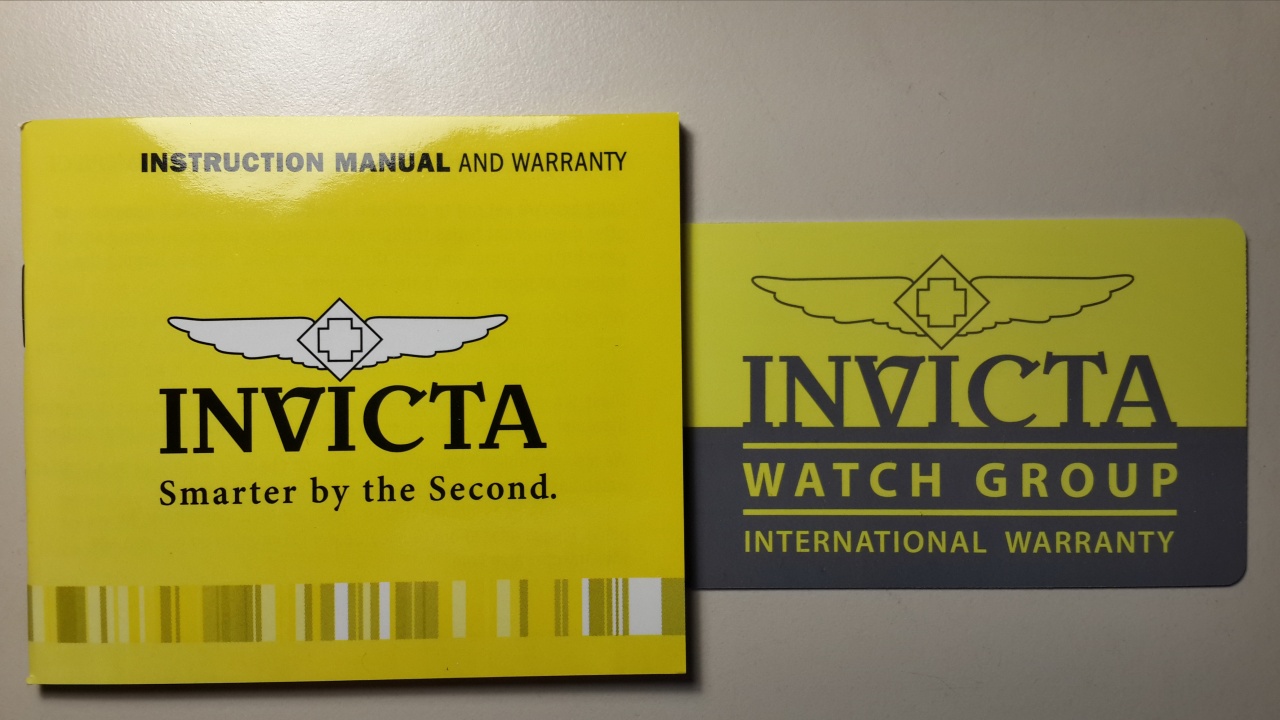 INSTRUCTION MANUAL AND WARRANTY
INVICTA
Smarter by the Second.
INVICTA
WATCH GROUP
INTERNATIONAL WARRANTY